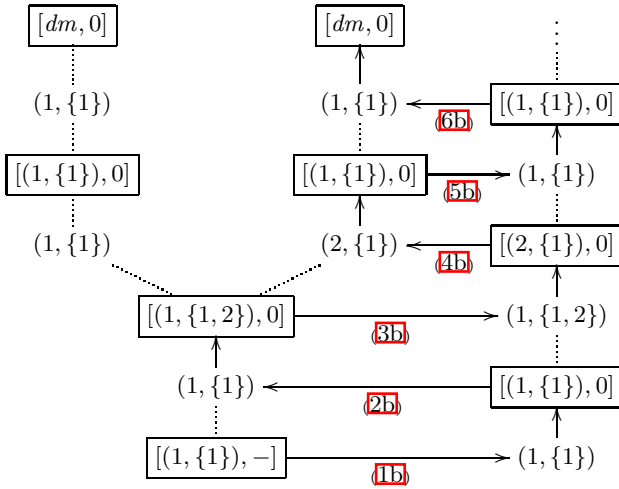 [dm, 0] [dm, 0] ⋮
(1, {1}) (1, {1}) (6b) [(1, {1}), 0]
[(1, {1}), 0] [(1, {1}), 0] (5b) (1, {1})
(1, {1}) (2, {1}) (4b) [(2, {1}), 0]
[(1, {1, 2}), 0] (3b) (1, {1, 2})
(1, {1}) (2b) [(1, {1}), 0]
[(1, {1}), −] (1b) (1, {1})